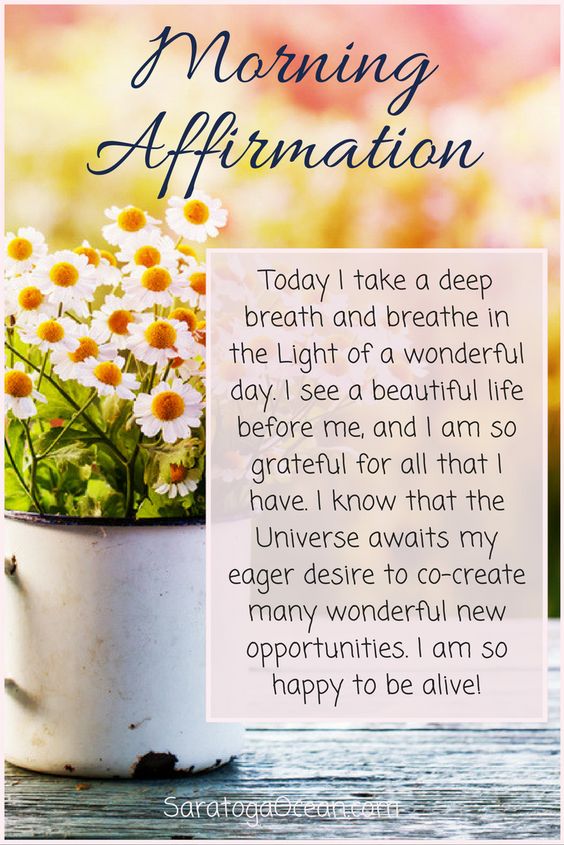 Morning
Affirmation
Today I take a deep
breath and breathe in
the Light of a wonderful
day. I see a beautiful life
before me, and I am so
grateful for all that I
have. I know that the
Universe awaits my
eager desire to co-create
many wonderful new
opportunities. I am so
happy to be alive!
SaratogaOcean.com